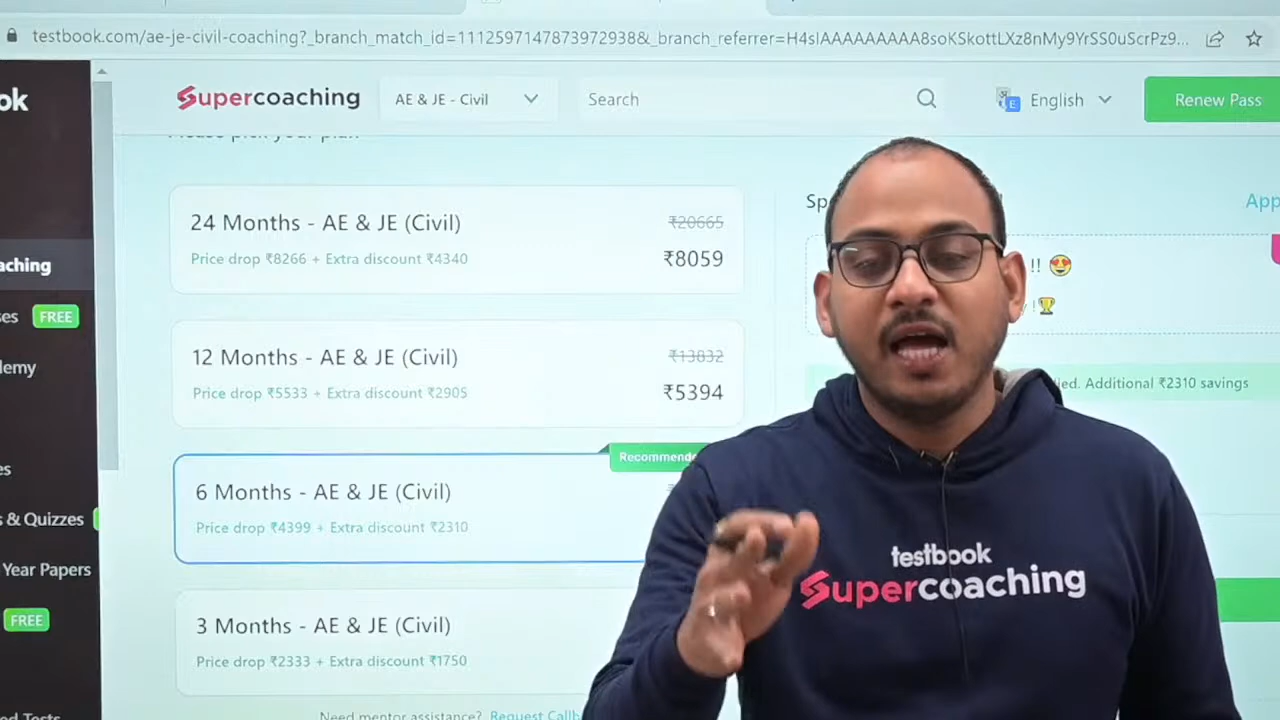 testbook.com/ae-je-civil-coaching?_branch_match_id=1112597147873972938&_branch_referrer=H4sIAAAAAAAAA8soKSkottLXz8nMy9YrSS0uScrPz9...
ok
Supercoaching
AE & JE - Civil
Search
English
Renew Pass
24 Months - AE & JE (Civil)
₹20665
Price drop ₹8266 + Extra discount ₹4340
₹8059
App
!! 😍
! 🏆
aching
ses FREE
12 Months - AE & JE (Civil)
₹13832
Price drop ₹5533 + Extra discount ₹2905
₹5394
demy
ied. Additional ₹2310 savings
Recommende
6 Months - AE & JE (Civil)
Price drop ₹4399 + Extra discount ₹2310
es
s & Quizzes
Year Papers
FREE
3 Months - AE & JE (Civil)
Price drop ₹2333 + Extra discount ₹1750
Need mentor assistance? Request Callb
testbook
Supercoaching